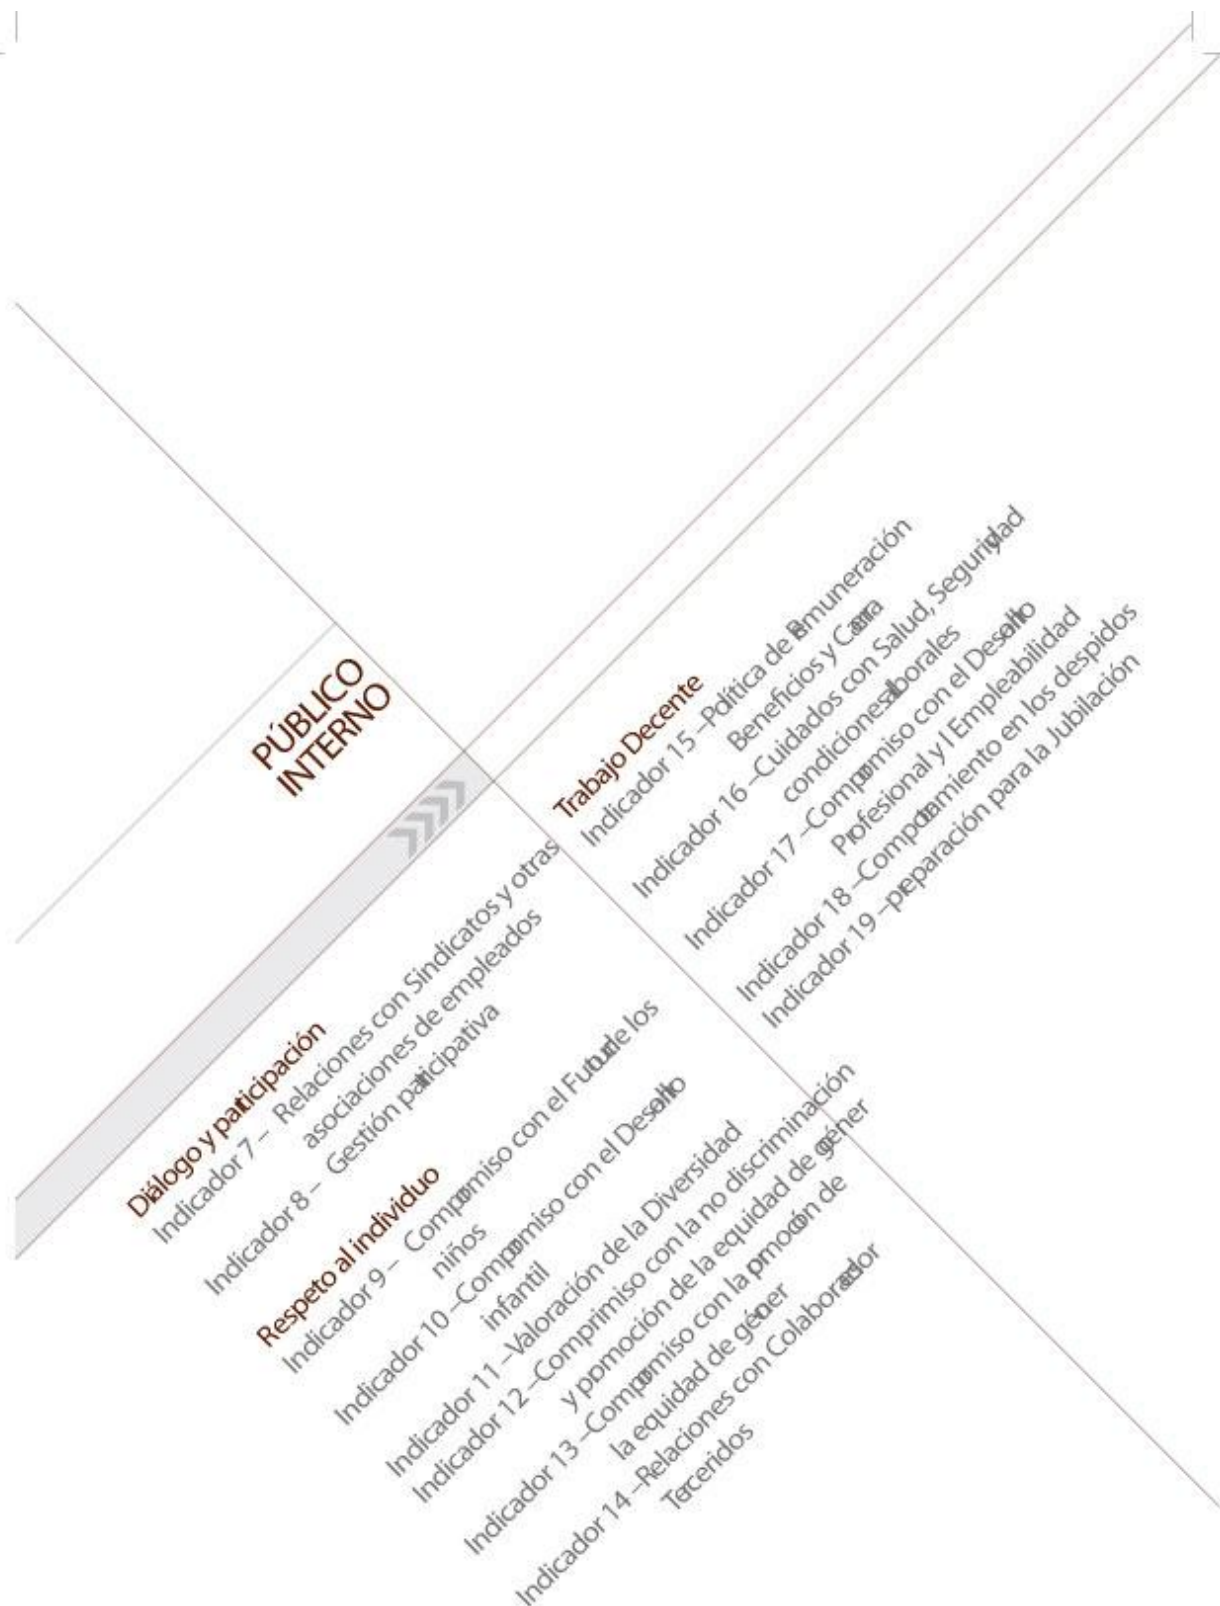 PÚBLICO
INTERNO
Diálogo y participación
Indicador 7 – Relaciones con Sindicatos y otras
asociaciones de empleados
Indicador 8 – Gestión participativa
Respeto al individuo
Indicador 9 – Compromiso con el Futuro de los
niños
Indicador 10 – Compromiso con el Desarrollo
infantil
Indicador 11 – Valoración de la Diversidad
Indicador 12 – Comprimiso con la no discriminación
y promoción de la equidad de géner
Indicador 13 – Compromiso con la promoción de
la equidad de género
Indicador 14 – Relaciones con Colaborador
Terceridos
Trabajo Decente
Indicador 15 – Política de Remuneración
Beneficios y Carrera
Indicador 16 – Cuidados con Salud, Seguridad y
condiciones laborales
Indicador 17 – Compromiso con el Desarrollo
Profesional y l Empleabilidad
Indicador 18 – Comportamiento en los despidos
Indicador 19 – preparación para la Jubilación